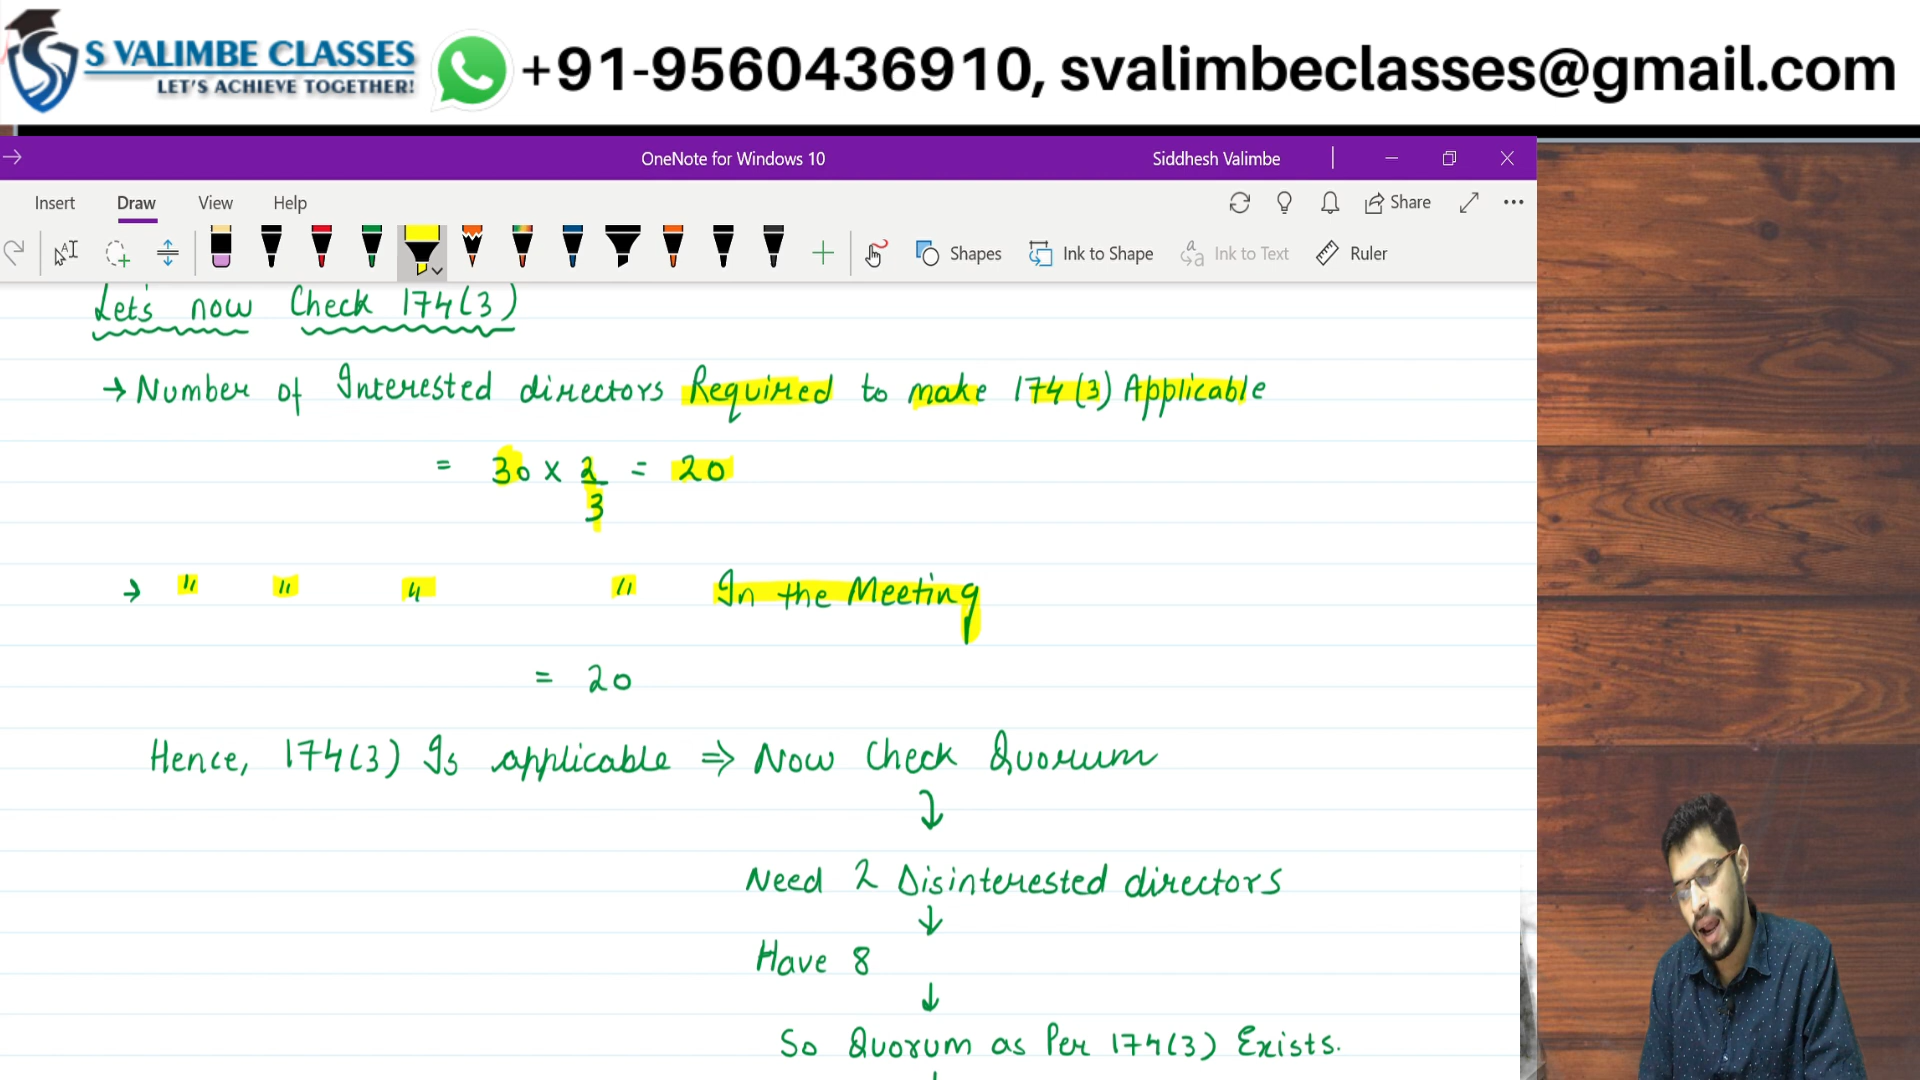 S VALIMBE CLASSES
LET'S ACHIEVE TOGETHER!
+91-9560436910, svalimbeclasses@gmail.com
OneNote for Windows 10
Siddhesh Valimbe
Insert Draw View Help
Share
Shapes Ink to Shape Ink to Text Ruler
Let's now Check 174(3)
→ Number of Interested directors Required to make 174(3) Applicable
= 30 x 2/3 = 20
→ " " " " In the Meeting
= 20
Hence, 174(3) Is applicable ⇒ Now Check Quorum
↓
Need 2 Disinterested directors
↓
Have 8
↓
So Quorum as Per 174(3) Exists.